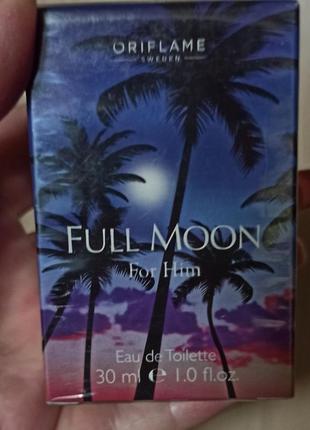 ORIFLAME
SWEDEN
FULL MOON
For Him
Eau de Toilette
30 ml ℮ 1.0 fl.oz.